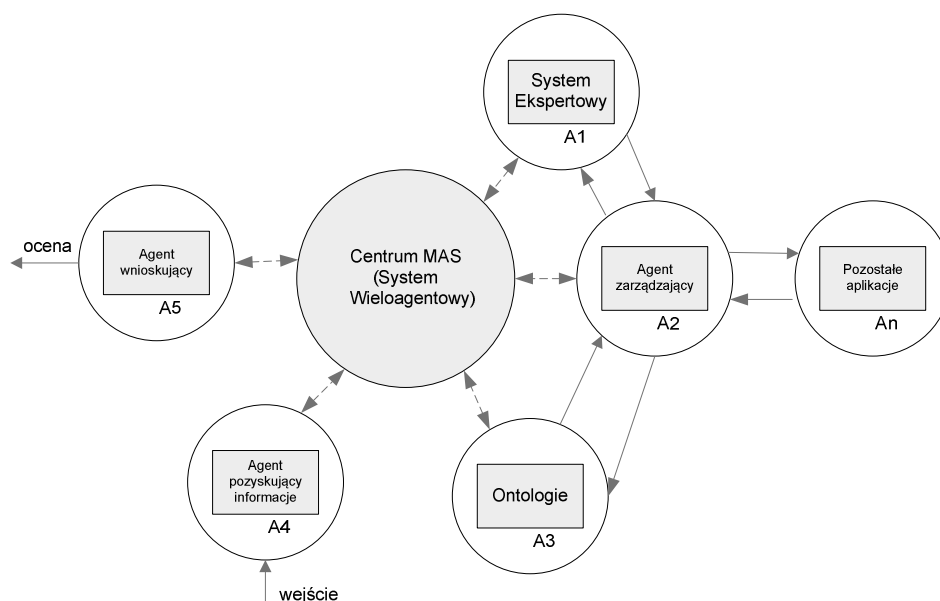 System
Ekspertowy
A1
ocena
Agent
wnioskujący
A5
Centrum MAS
(System
Wieloagentowy)
Agent
zarządzający
A2
Pozostałe
aplikacje
An
Agent
pozyskujący
informacje
A4
Ontologie
A3
wejście